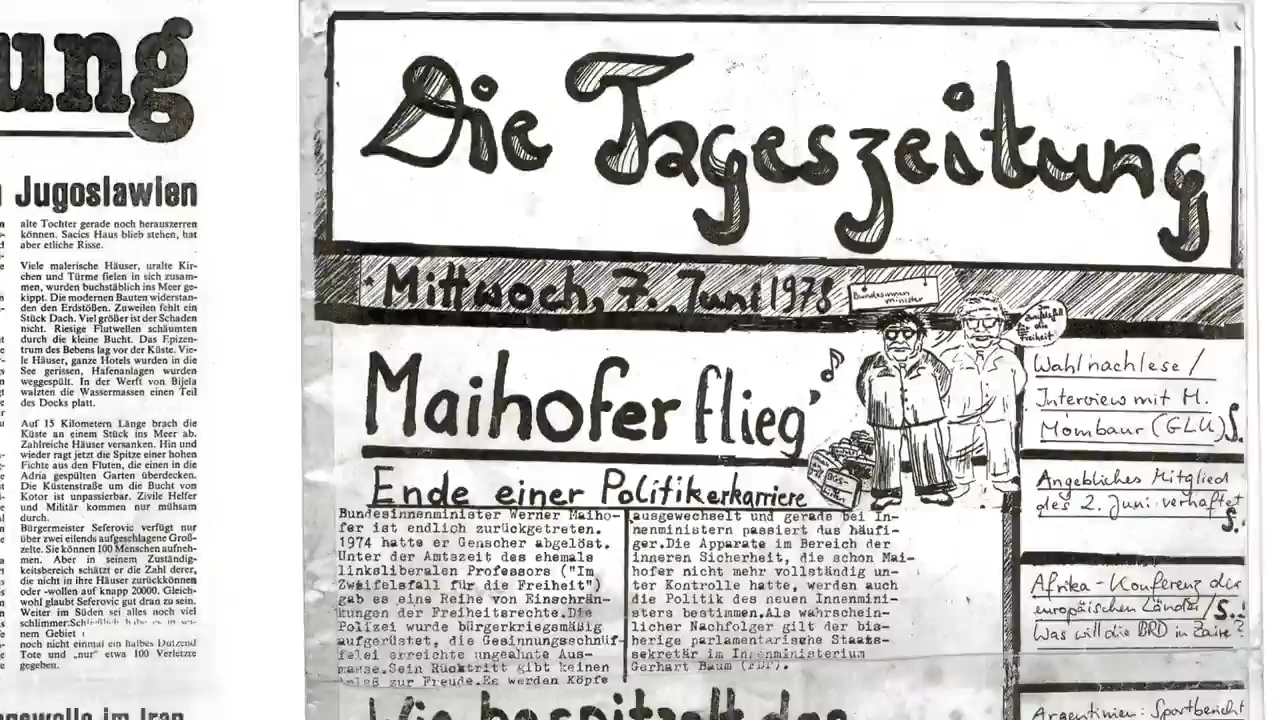 ung
Jugoslawien
alte Tochter gerade noch herauszerren
können. Sacics Haus blieb stehen, hat
aber etliche Risse.
Viele malerische Häuser, uralte Kir-
chen und Türme fielen in sich zusam-
men, wurden buchstäblich ins Meer ge-
kippt. Die modernen Bauten widerstan-
den den Erdstößen. Zuweilen fehlt ein
Stück Dach. Viel größer ist der Schaden
nicht. Riesige Flutwellen schäumten
durch die kleine Bucht. Das Epizen-
trum des Bebens lag vor der Küste. Vie-
le Häuser, ganze Hotels wurden in die
See gerissen, Hafenanlagen wurden
weggespült. In der Werft von Bijela
walzten die Wassermassen einen Teil
des Docks platt.
Auf 15 Kilometern Länge brach die
Küste an einem Stück ins Meer ab.
Zahlreiche Häuser versanken. Hin und
wieder ragt jetzt die Spitze einer hohen
Fichte aus den Fluten, die einen in die
Adria gespülten Garten überdecken.
Die Küstenstraße um die Bucht von
Kotor ist unpassierbar. Zivile Helfer
und Militär kommen nur mühsam
durch.
Bürgermeister Seferovic verfügt nur
über zwei eilends aufgeschlagene Groß-
zelte. Sie können 100 Menschen aufneh-
men. Aber in seinem Zuständig-
keitsbereich schätzt er die Zahl derer,
die nicht in ihre Häuser zurückkönnen
oder -wollen auf knapp 20000. Gleich-
wohl glaubt Seferovic gut dran zu sein.
Weiter im Süden sei alles noch viel
schlimmer:
nem Gebiet
noch nicht einmal ein halbes Dutzend
Tote und „nur" etwa 100 Verletzte
gegeben.
im Iran
Die Tageszeitung
Mittwoch, 7. Juni 1978
Bundesinnen
minister
Im
Zweifelsfall
für die
Freiheit
Maihofer flieg'
Ende einer Politikerkarriere
Bundesinnenminister Werner Maiho-
fer ist endlich zurückgetreten.
1974 hatte er Genscher abgelöst.
Unter der Amtszeit des ehemals
linksliberalen Professors ("Im
Zweifelsfall für die Freiheit")
gab es eine Reihe von Einschrän-
kungen der Freiheitsrechte.Die
Polizei wurde bürgerkriegsmäßig
aufgerüstet, die Gesinnungsschnüf-
felei erreichte ungeahnte Aus-
masse.Sein Rücktritt gibt keinen
zur Freude.Es werden Köpfe
ausgewechselt und gerade bei In-
nenministern passiert das häufi-
ger.Die Apparate im Bereich der
inneren Sicherheit, die schon Mai-
hofer nicht mehr vollständig un-
ter Kontrolle hatte, werden auch
die Politik des neuen Innenmini-
sters bestimmen.Als wahrschein-
licher Nachfolger gilt der bis-
herige parlamentarische Staats-
sekretär im Innenministerium
Gerhart Baum (FDP).
Wahlnachlese/
Interview mit M.
Mombaur (GLU) S.
Angebliches Mitglied
des 2. Juni verhaftet
S.
Afrika-Konferenz der
europäischen Länder/ S.:
Was will die BRD in Zaire?
Argentinien: Sportbericht